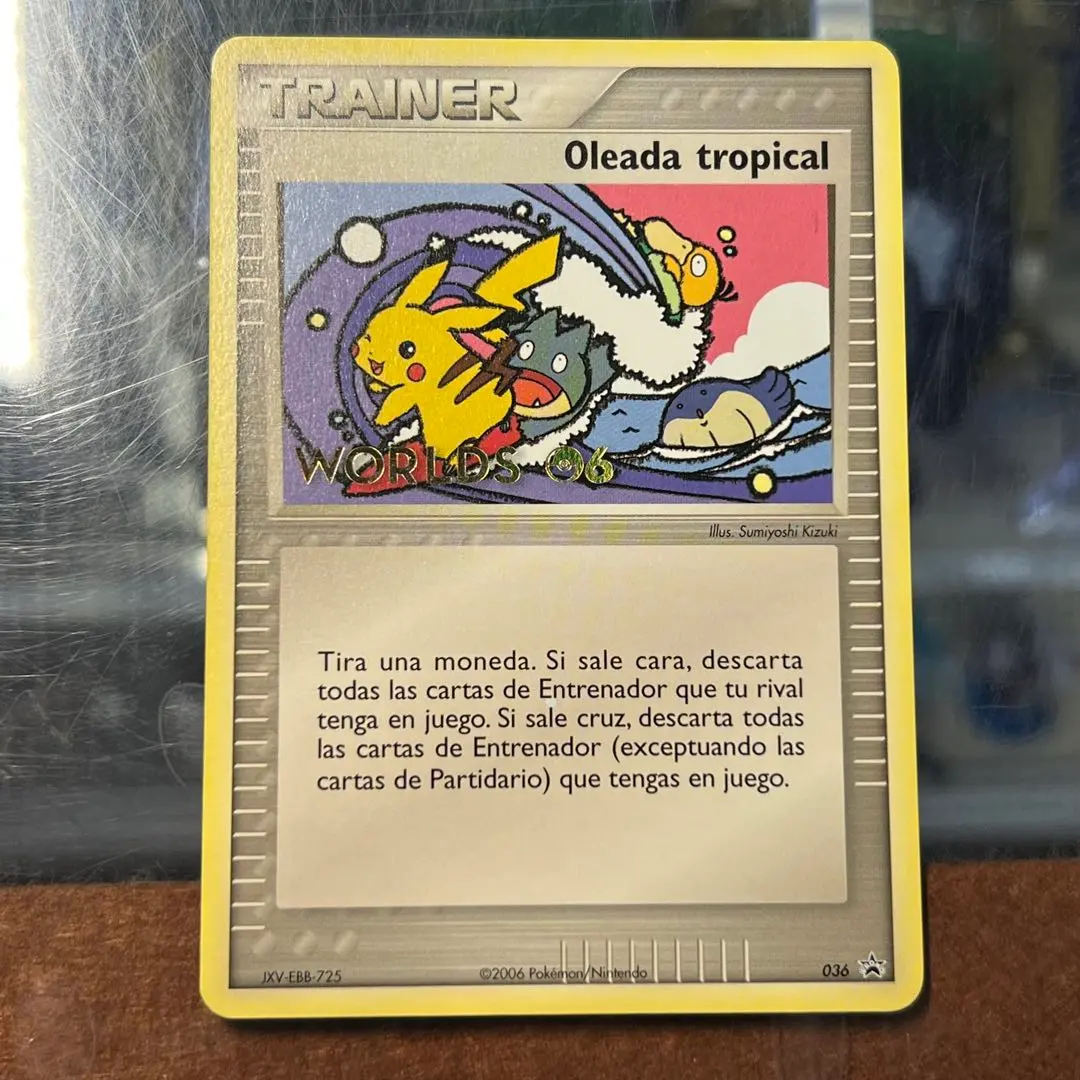 TRAINER
Oleada tropical
WORLDS 06
Illus. Sumiyoshi Kizuki
Tira una moneda. Si sale cara, descarta
todas las cartas de Entrenador que tu rival
tenga en juego. Si sale cruz, descarta todas
las cartas de Entrenador (exceptuando las
cartas de Partidario) que tengas en juego.
JXV-EBB-725
©2006 Pokémon/Nintendo
036